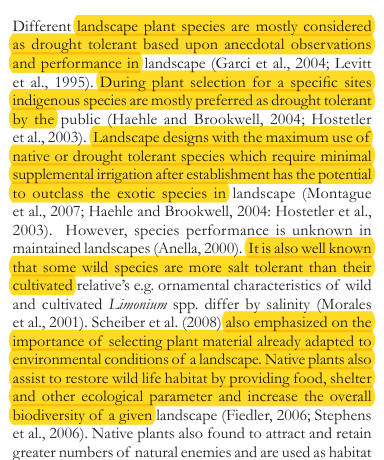 Different landscape plant species are mostly considered
as drought tolerant based upon anecdotal observations
and performance in landscape (Garci et al., 2004; Levitt
et al., 1995). During plant selection for a specific sites
indigenous species are mostly preferred as drought tolerant
by the public (Haehle and Brookwell, 2004; Hostetler
et al., 2003). Landscape designs with the maximum use of
native or drought tolerant species which require minimal
supplemental irrigation after establishment has the potential
to outclass the exotic species in landscape (Montague
et al., 2007; Haehle and Brookwell, 2004: Hostetler et al.,
2003). However, species performance is unknown in
maintained landscapes (Anella, 2000). It is also well known
that some wild species are more salt tolerant than their
cultivated relative's e.g. ornamental characteristics of wild
and cultivated Limonium spp. differ by salinity (Morales
et al., 2001). Scheiber et al. (2008) also emphasized on the
importance of selecting plant material already adapted to
environmental conditions of a landscape. Native plants also
assist to restore wild life habitat by providing food, shelter
and other ecological parameter and increase the overall
biodiversity of a given landscape (Fiedler, 2006; Stephens
et al., 2006). Native plants also found to attract and retain
greater numbers of natural enemies and are used as habitat